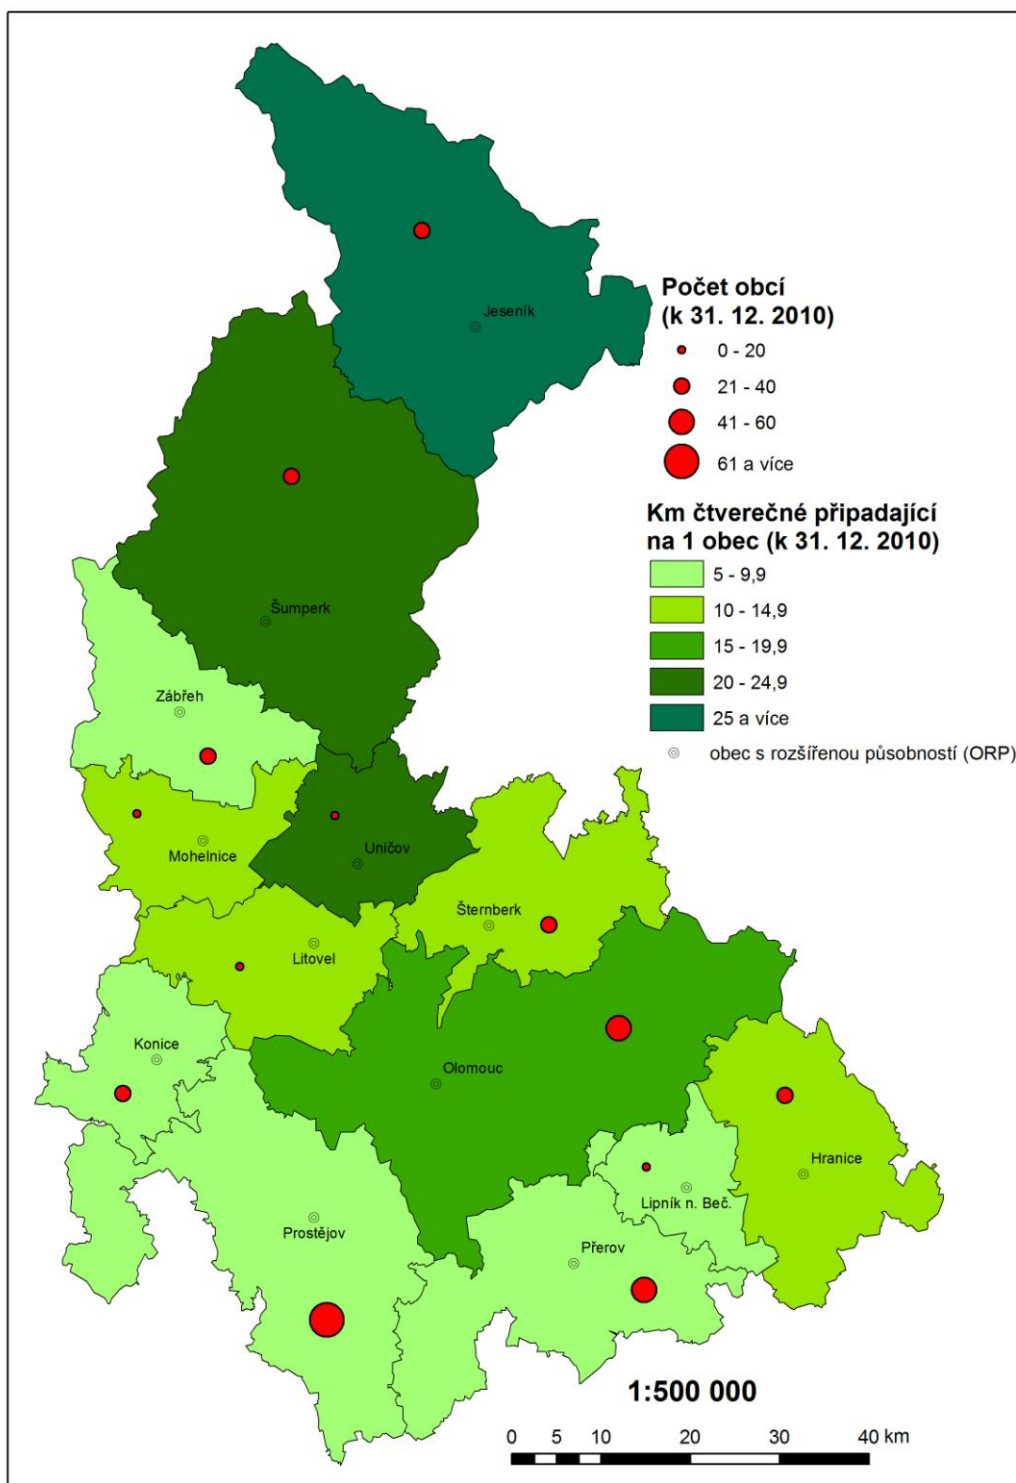 Jeseník
Počet obcí
(k 31. 12. 2010)
0 - 20
21 - 40
41 - 60
61 a více
Km čtverečné připadající
na 1 obec (k 31. 12. 2010)
5 - 9,9
10 - 14,9
15 - 19,9
20 - 24,9
25 a více
obec s rozšířenou působností (ORP)
Šumperk
Zábřeh
Mohelnice
Uničov
Šternberk
Litovel
Konice
Olomouc
Hranice
Lipník n. Beč.
Prostějov
Přerov
1:500 000
0 5 10 20 30 40 km